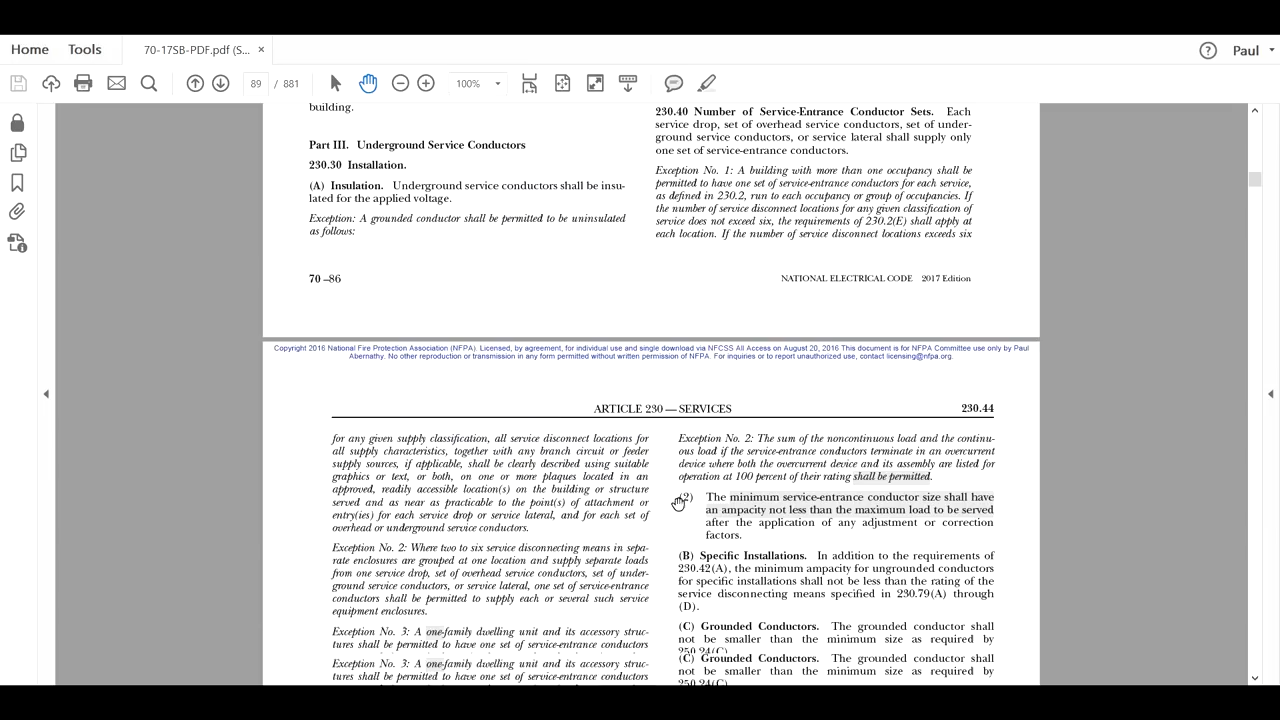 Home Tools 70-17SB-PDF.pdf (S... × Paul
89 / 881 100%
building.
Part III. Underground Service Conductors
230.30 Installation.
(A) Insulation. Underground service conductors shall be insu-
lated for the applied voltage.
Exception: A grounded conductor shall be permitted to be uninsulated
as follows:
230.40 Number of Service-Entrance Conductor Sets. Each
service drop, set of overhead service conductors, set of under-
ground service conductors, or service lateral shall supply only
one set of service-entrance conductors.
Exception No. 1: A building with more than one occupancy shall be
permitted to have one set of service-entrance conductors for each service,
as defined in 230.2, run to each occupancy or group of occupancies. If
the number of service disconnect locations for any given classification of
service does not exceed six, the requirements of 230.2(E) shall apply at
each location. If the number of service disconnect locations exceeds six
70 –86
NATIONAL ELECTRICAL CODE 2017 Edition
Copyright 2016 National Fire Protection Association (NFPA). Licensed, by agreement, for individual use and single download via NFCSS All Access on August 20, 2016 This document is for NFPA Committee use only by Paul
Abernathy. No other reproduction or transmission in any form permitted without written permission of NFPA. For inquiries or to report unauthorized use, contact licensing@nfpa.org.
ARTICLE 230 — SERVICES
230.44
for any given supply classification, all service disconnect locations for
all supply characteristics, together with any branch circuit or feeder
supply sources, if applicable, shall be clearly described using suitable
graphics or text, or both, on one or more plaques located in an
approved, readily accessible location(s) on the building or structure
served and as near as practicable to the point(s) of attachment or
entry(ies) for each service drop or service lateral, and for each set of
overhead or underground service conductors.
Exception No. 2: Where two to six service disconnecting means in sepa-
rate enclosures are grouped at one location and supply separate loads
from one service drop, set of overhead service conductors, set of under-
ground service conductors, or service lateral, one set of service-entrance
conductors shall be permitted to supply each or several such service
equipment enclosures.
Exception No. 3: A one-family dwelling unit and its accessory struc-
tures shall be permitted to have one set of service-entrance conductors
Exception No. 3: A one-family dwelling unit and its accessory struc-
tures shall be permitted to have one set of service-entrance conductors
Exception No. 2: The sum of the noncontinuous load and the continu-
ous load if the service-entrance conductors terminate in an overcurrent
device where both the overcurrent device and its assembly are listed for
operation at 100 percent of their rating shall be permitted.
(2) The minimum service-entrance conductor size shall have
an ampacity not less than the maximum load to be served
after the application of any adjustment or correction
factors.
(B) Specific Installations. In addition to the requirements of
230.42(A), the minimum ampacity for ungrounded conductors
for specific installations shall not be less than the rating of the
service disconnecting means specified in 230.79(A) through
(D).
(C) Grounded Conductors. The grounded conductor shall
not be smaller than the minimum size as required by
250.24(C)
(C) Grounded Conductors. The grounded conductor shall
not be smaller than the minimum size as required by
250.24(C)